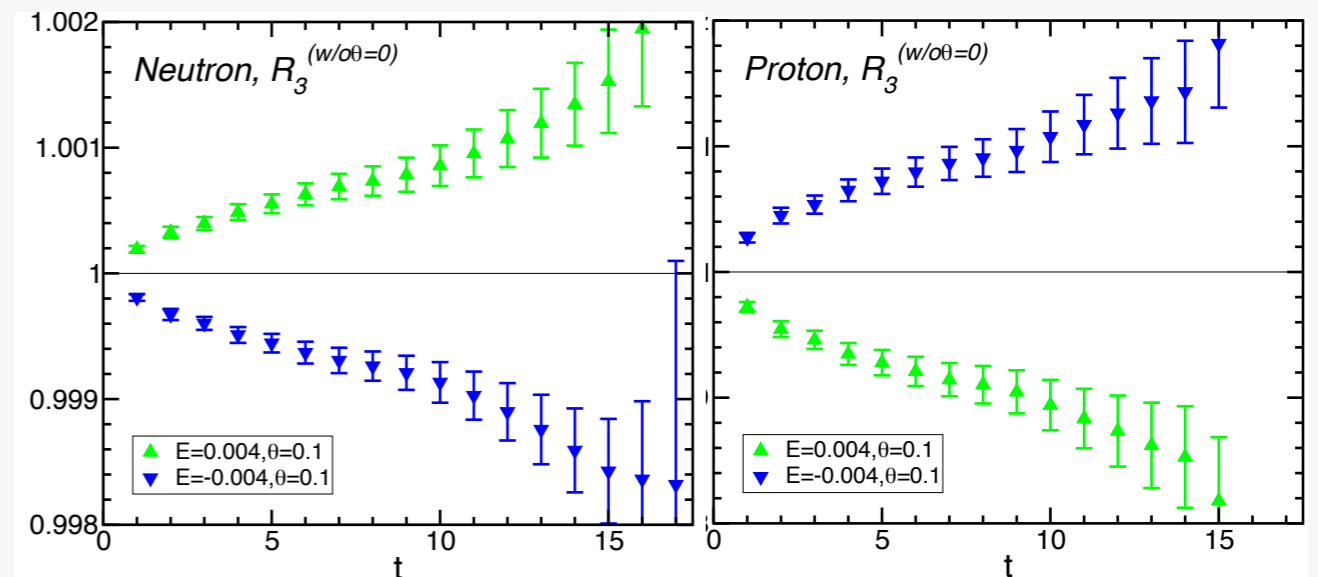 Neutron, R3(w/oθ=0)
1.002
1.001
1
0.999
0.998
E=0.004,θ=0.1
E=-0.004,θ=0.1
0 5 10 15
t
Proton, R3(w/oθ=0)
E=0.004,θ=0.1
E=-0.004,θ=0.1
0 5 10 15
t